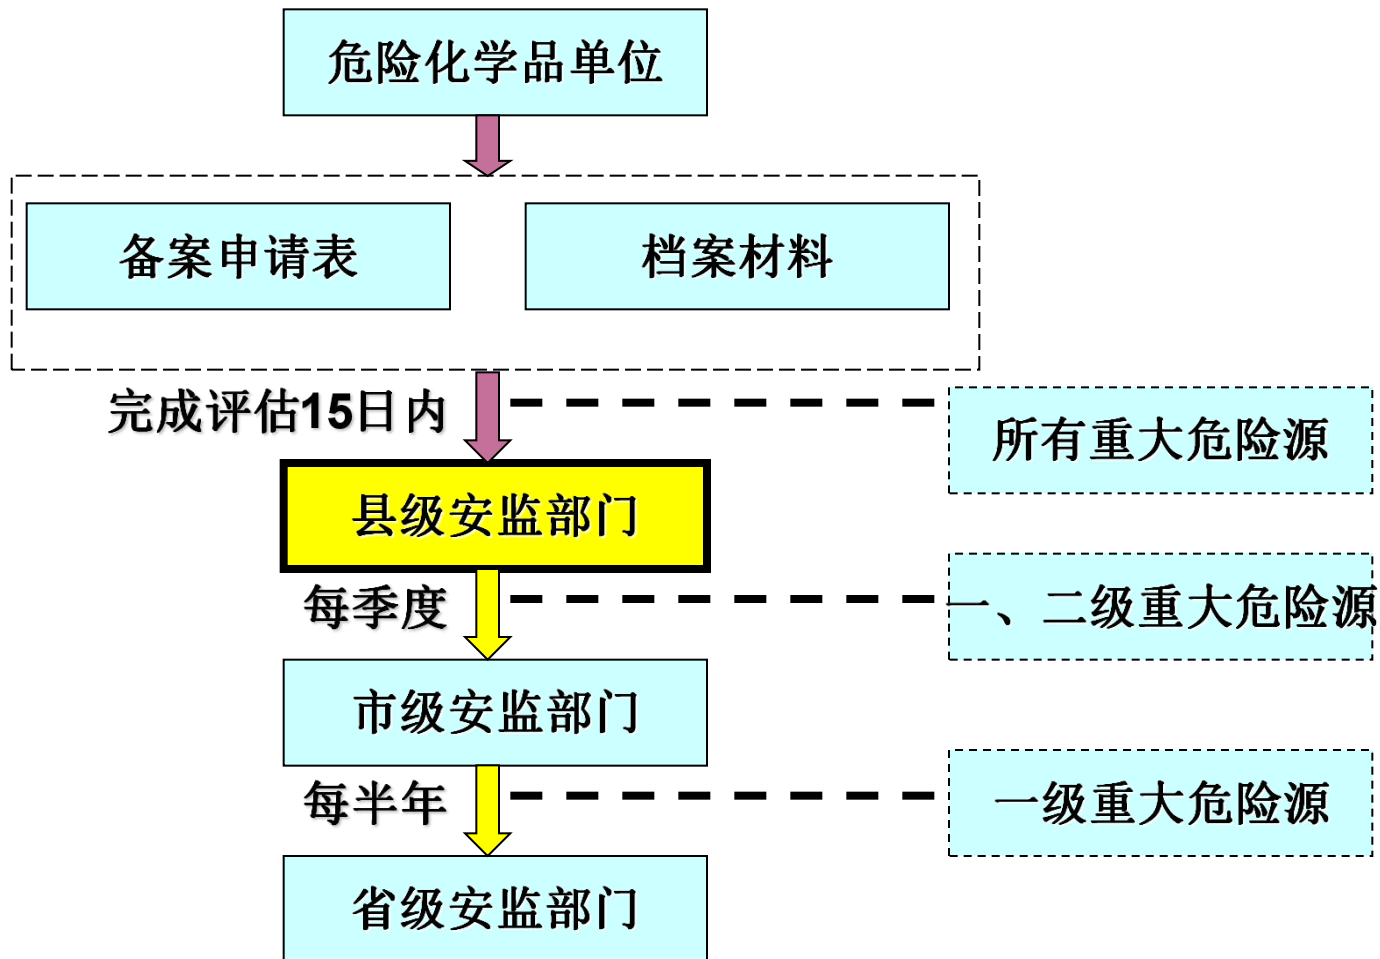 危险化学品单位
备案申请表
档案材料
完成评估15日内
所有重大危险源
县级安监部门
每季度
一、二级重大危险源
市级安监部门
每半年
一级重大危险源
省级安监部门